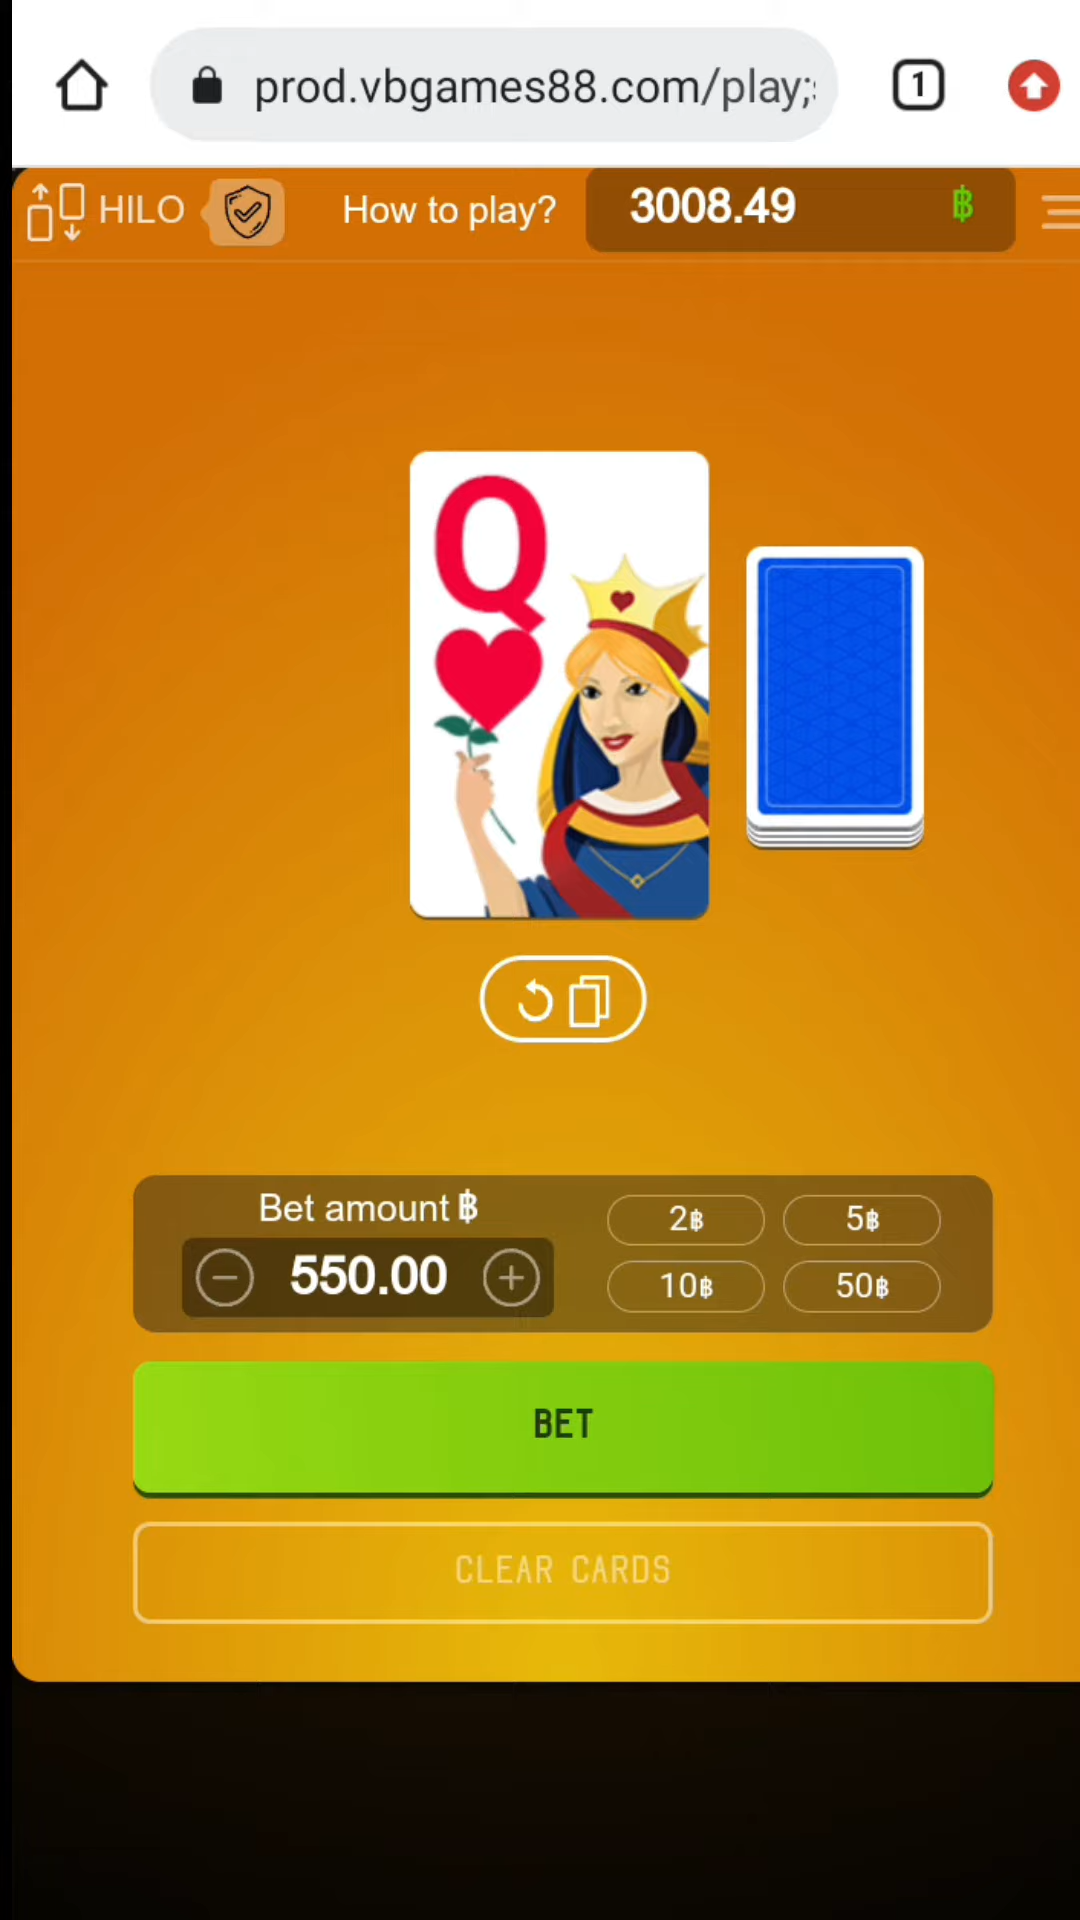 prod.vbgames88.com/play;
1
HILO
How to play?
3008.49 ฿
Q
Bet amount ฿
550.00
2฿
5฿
10฿
50฿
BET
CLEAR CARDS